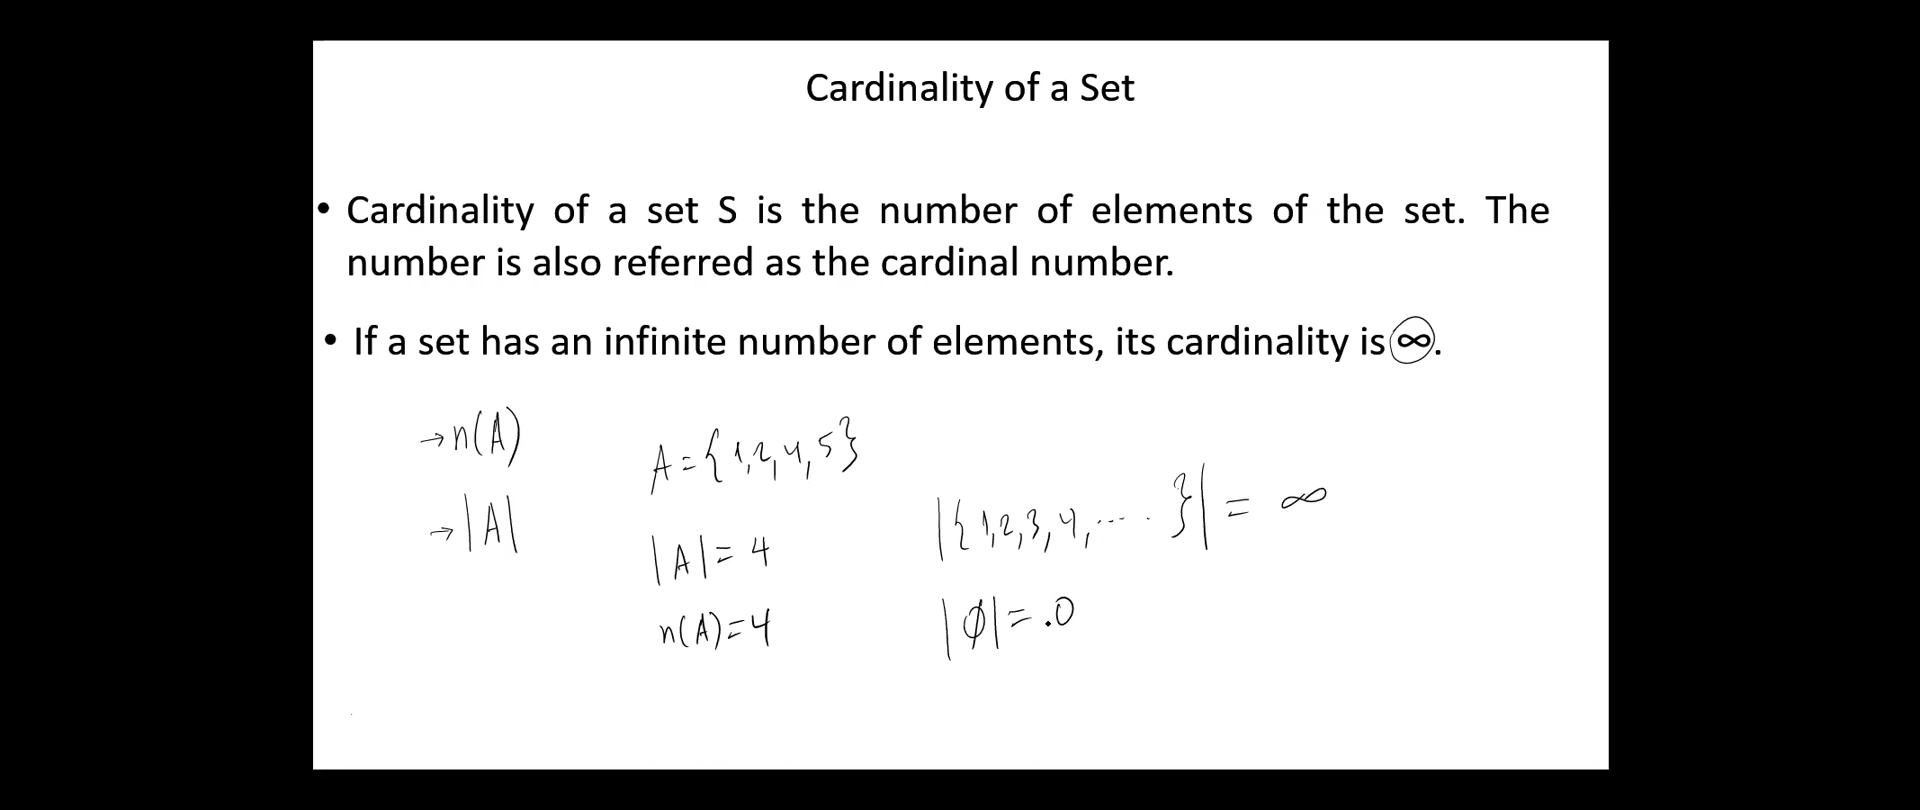 Cardinality of a Set
• Cardinality of a set S is the number of elements of the set. The
number is also referred as the cardinal number.
• If a set has an infinite number of elements, its cardinality is ∞.
→n(A)
→|A|
A={1,2,4,5}
|A|=4
n(A)=4
|{1,2,3,4,.... }|= ∞
|ϕ|=.0